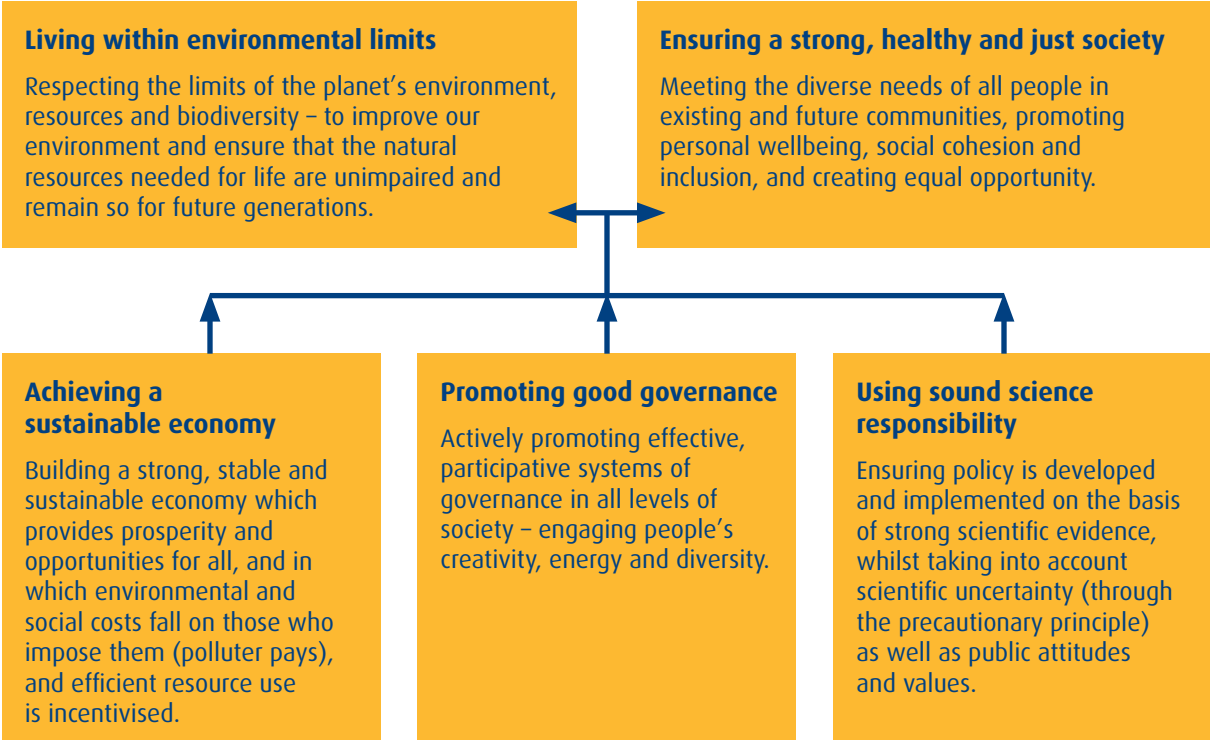 Living within environmental limits
Respecting the limits of the planet's environment,
resources and biodiversity – to improve our
environment and ensure that the natural
resources needed for life are unimpaired and
remain so for future generations.
Ensuring a strong, healthy and just society
Meeting the diverse needs of all people in
existing and future communities, promoting
personal wellbeing, social cohesion and
inclusion, and creating equal opportunity.
Achieving a
sustainable economy
Building a strong, stable and
sustainable economy which
provides prosperity and
opportunities for all, and in
which environmental and
social costs fall on those who
impose them (polluter pays),
and efficient resource use
is incentivised.
Promoting good governance
Actively promoting effective,
participative systems of
governance in all levels of
society – engaging people's
creativity, energy and diversity.
Using sound science
responsibility
Ensuring policy is developed
and implemented on the basis
of strong scientific evidence,
whilst taking into account
scientific uncertainty (through
the precautionary principle)
as well as public attitudes
and values.